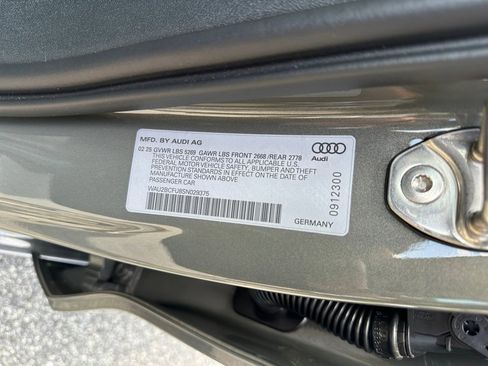 MFD. BY AUDI AG
02 25 GVWR LBS 5269 GAWR LBS FRONT 2668 /REAR 2778
THIS VEHICLE CONFORMS TO ALL APPLICABLE U.S.
FEDERAL MOTOR VEHICLE SAFETY, BUMPER AND THEFT
PREVENTION STANDARDS IN EFFECT ON THE DATE OF
MANUFACTURE SHOWN ABOVE.
PASSENGER CAR
WAU2BCFU8SN029375
Audi
0912300
GERMANY